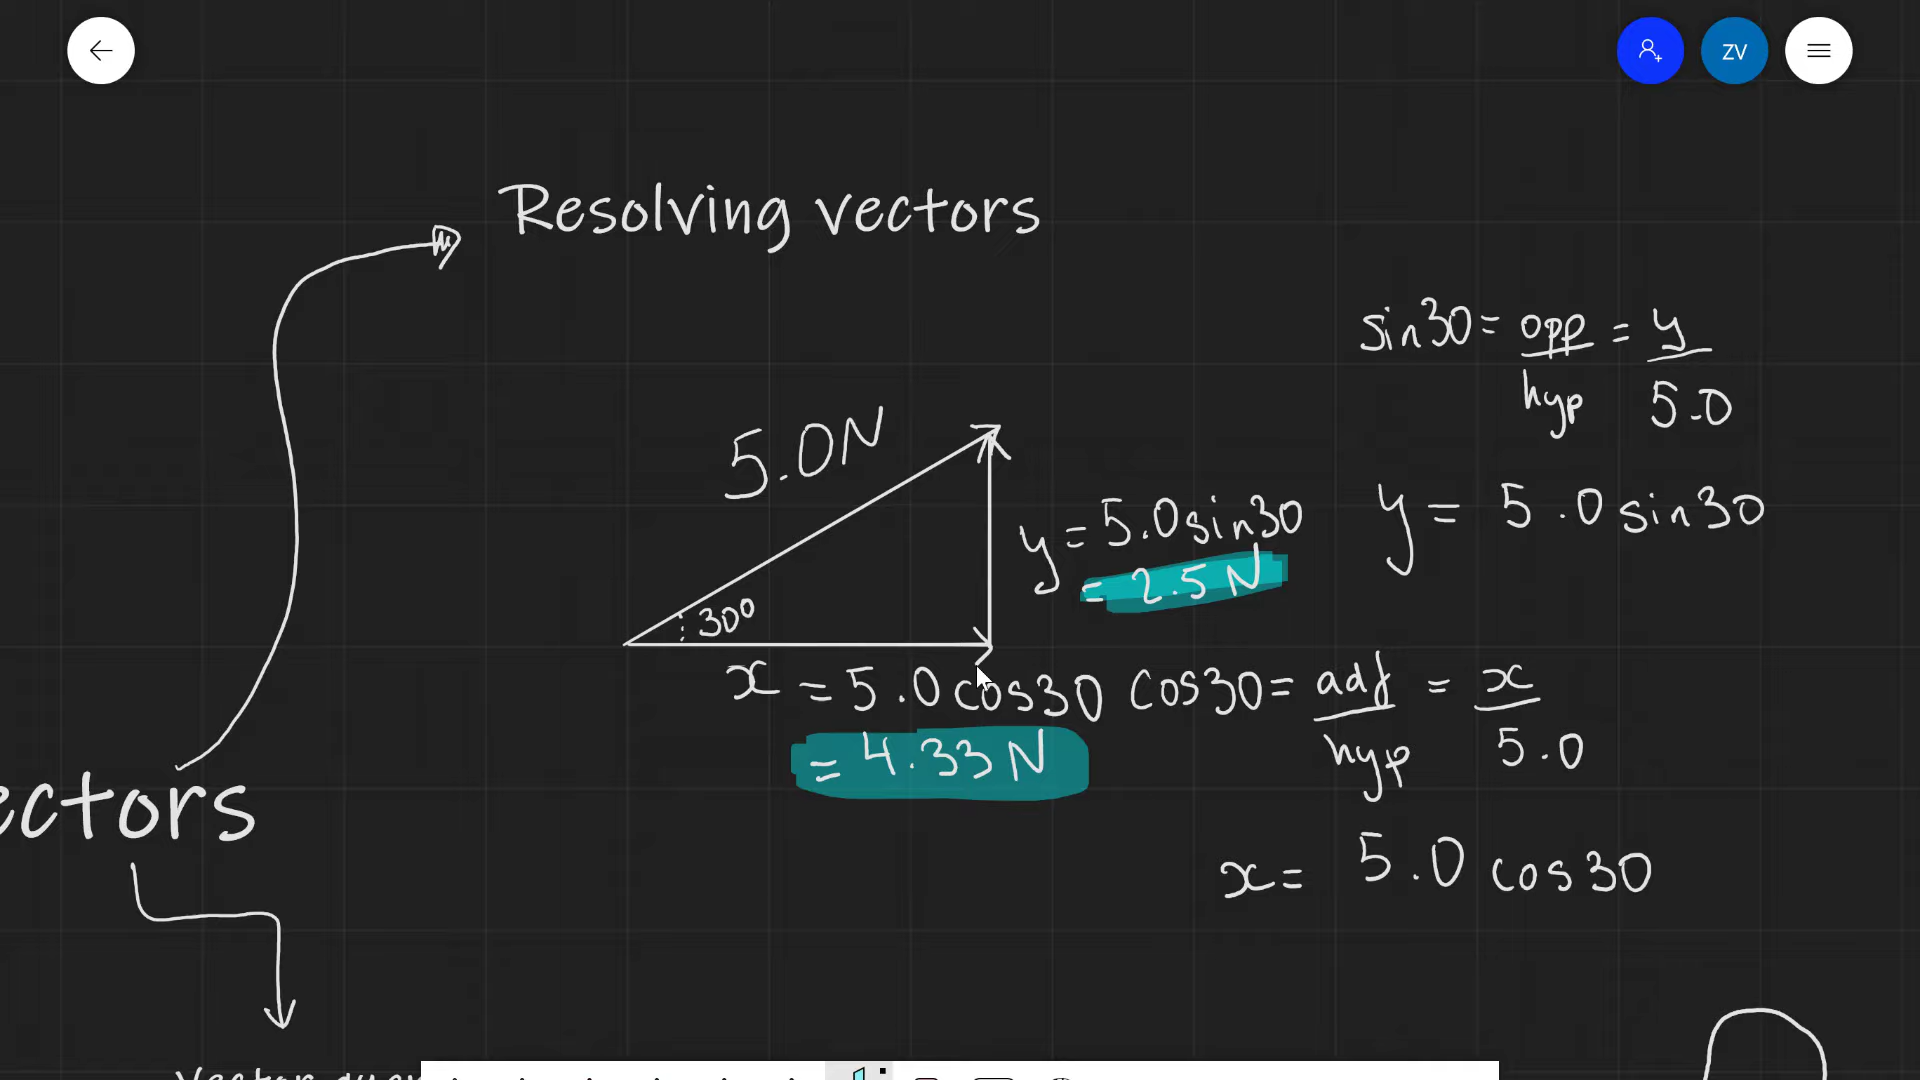 ZV
Resolving vectors
sin30 = opp = y
hyp 5.0
5.0N
y = 5.0sin30
= 2.5 N
y = 5.0 sin30
30°
x = 5.0 cos30
= 4.33 N
cos30 = adj = x
hyp 5.0
x = 5.0 cos30
ectors
Vector